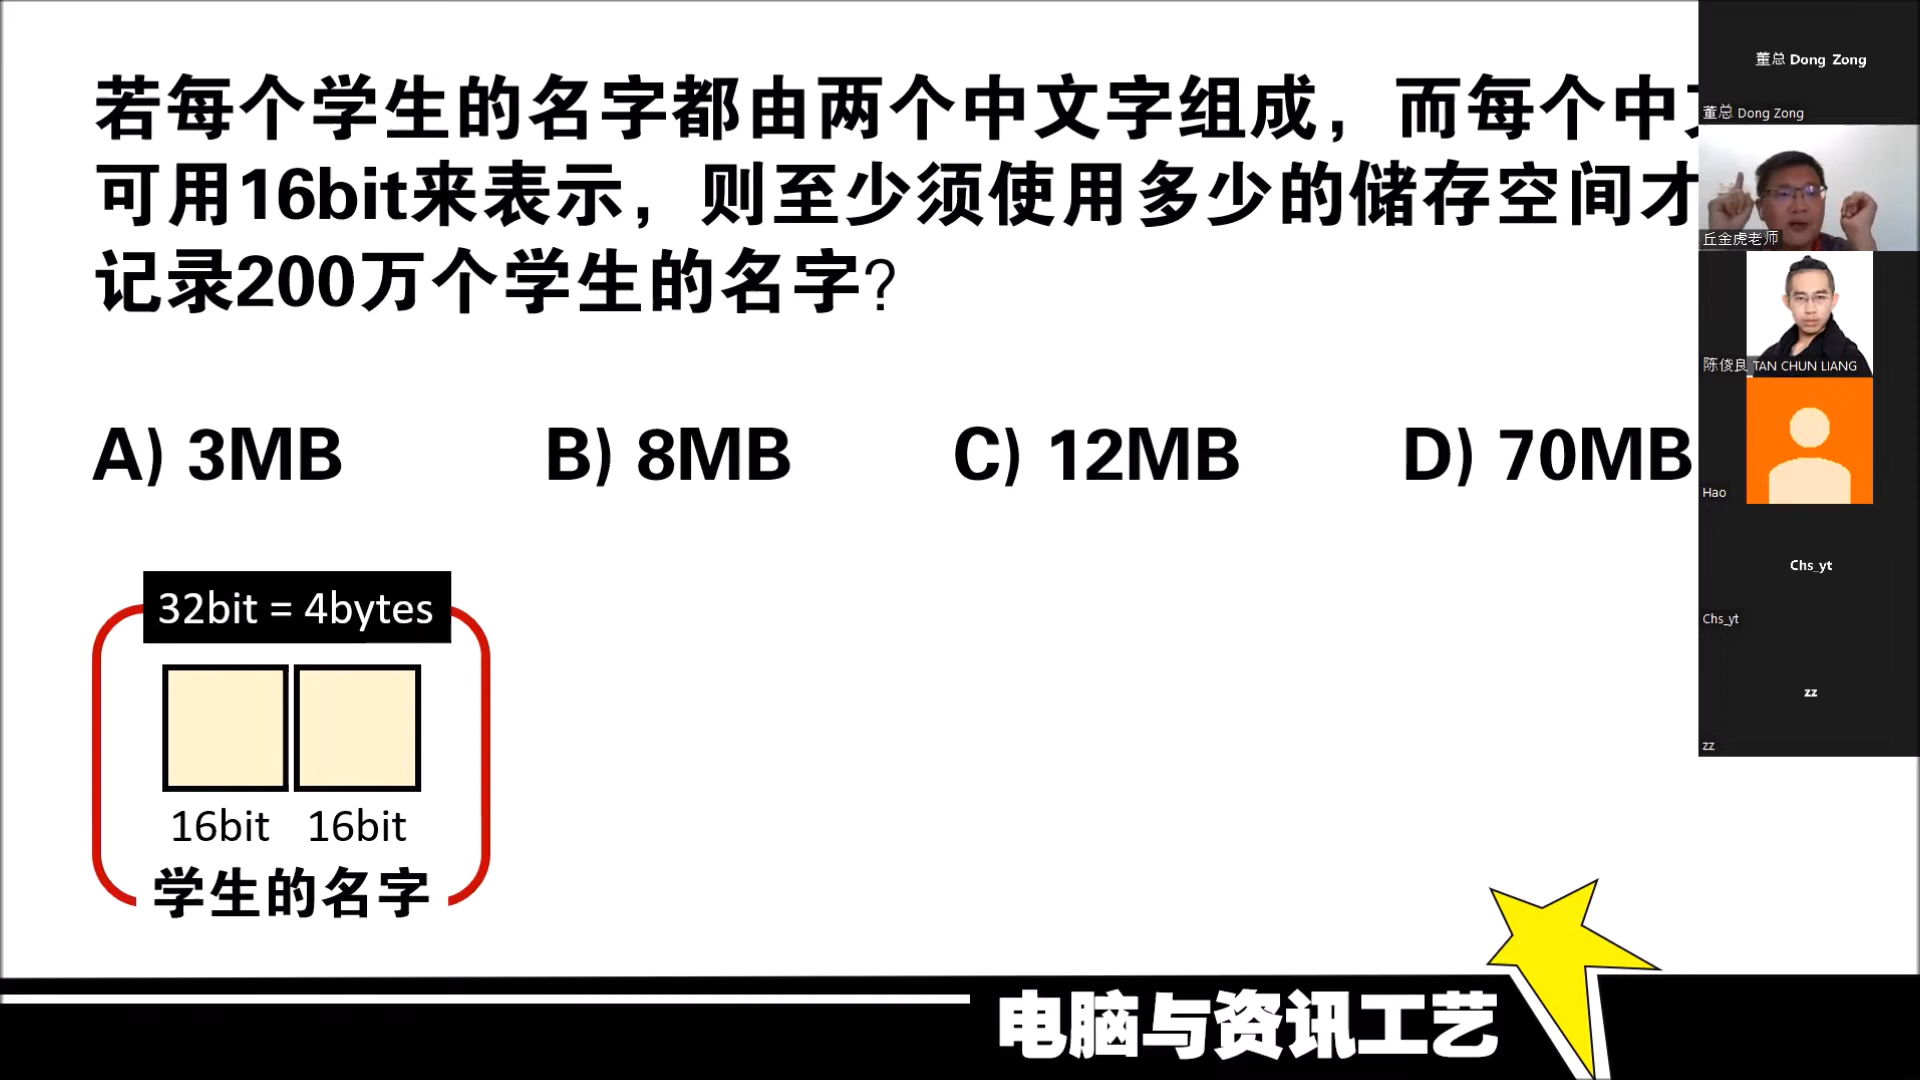 若每个学生的名字都由两个中文字组成，而每个中
可用16bit来表示，则至少须使用多少的储存空间才
记录200万个学生的名字?
A) 3MB B) 8MB C) 12MB D) 70MB
32bit = 4bytes
16bit 16bit
学生的名字
电脑与资讯工艺
董总 Dong Zong
董总 Dong Zong
丘金虎老师
陈俊良 TAN CHUN LIANG
Hao
Chs_yt
Chs_yt
zz
zz